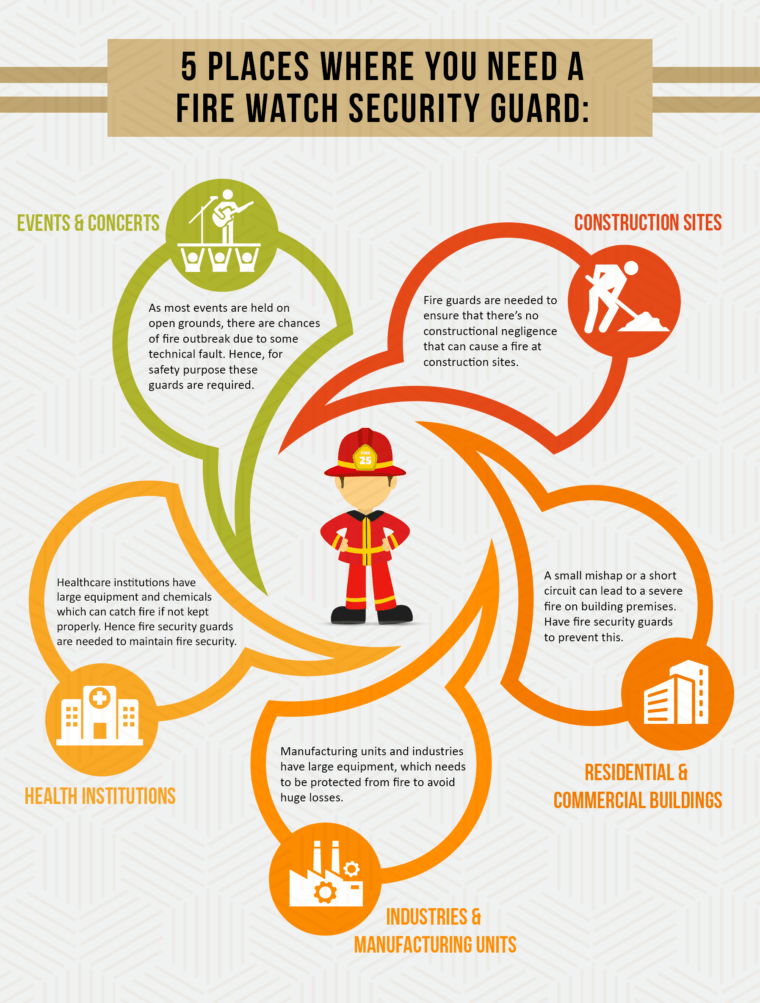 5 PLACES WHERE YOU NEED A
FIRE WATCH SECURITY GUARD:
EVENTS & CONCERTS
As most events are held on
open grounds, there are chances
of fire outbreak due to some
technical fault. Hence, for
safety purpose these
guards are required.
CONSTRUCTION SITES
Fire guards are needed to
ensure that there's no
constructional negligence
that can cause a fire at
construction sites.
FIRE
25
Healthcare institutions have
large equipment and chemicals
which can catch fire if not kept
properly. Hence fire security guards
are needed to maintain fire security.
HEALTH INSTITUTIONS
A small mishap or a short
circuit can lead to a severe
fire on building premises.
Have fire security guards
to prevent this.
RESIDENTIAL &
COMMERCIAL BUILDINGS
Manufacturing units and industries
have large equipment, which needs
to be protected from fire to avoid
huge losses.
INDUSTRIES &
MANUFACTURING UNITS